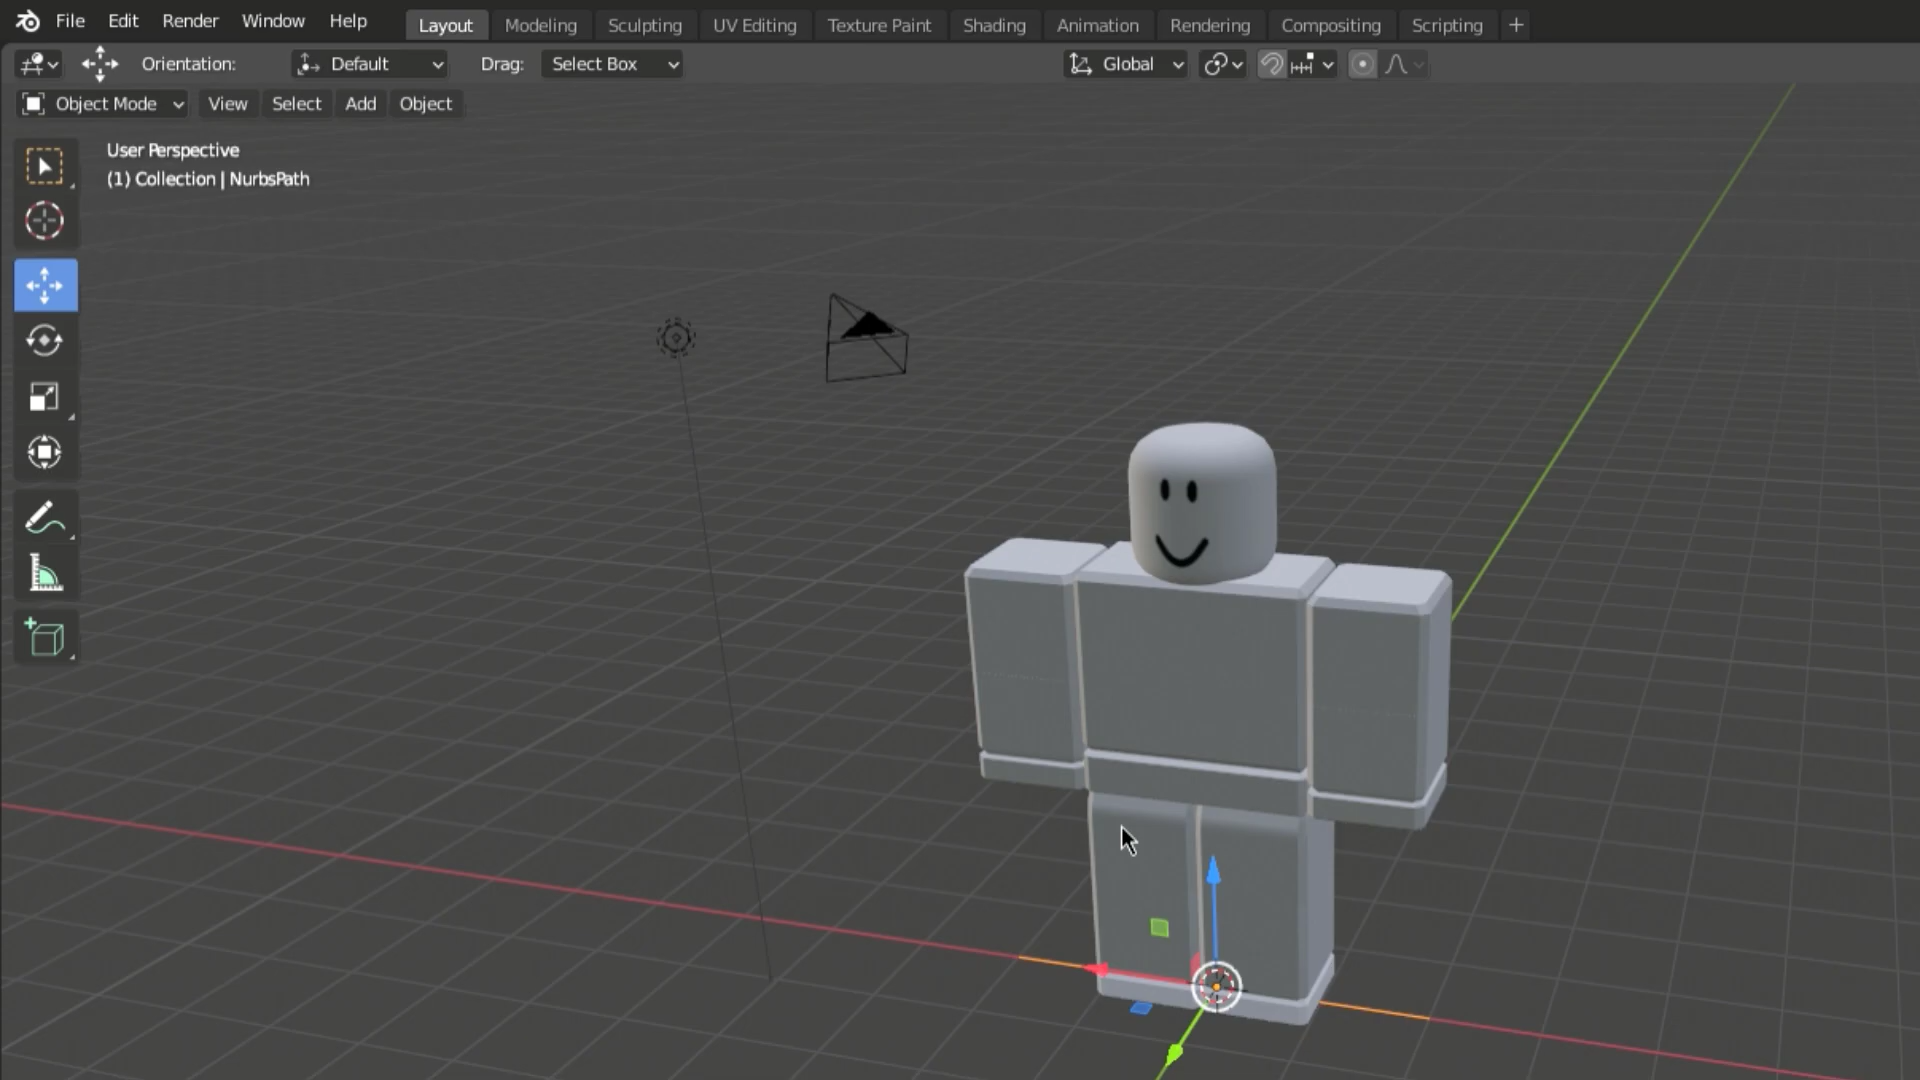 File Edit Render Window Help Layout Modeling Sculpting UV Editing Texture Paint Shading Animation Rendering Compositing Scripting +
Orientation: Default Drag: Select Box Global
Object Mode View Select Add Object
User Perspective
(1) Collection | NurbsPath